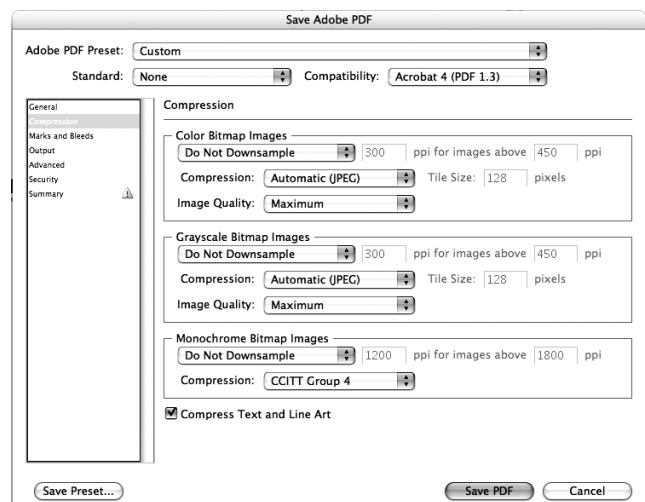 Save Adobe PDF
Adobe PDF Preset: Custom
Standard: None Compatibility: Acrobat 4 (PDF 1.3)
General
Compression
Marks and Bleeds
Output
Advanced
Security
Summary
Compression
Color Bitmap Images
Do Not Downsample 300 ppi for images above 450 ppi
Compression: Automatic (JPEG) Tile Size: 128 pixels
Image Quality: Maximum
Grayscale Bitmap Images
Do Not Downsample 300 ppi for images above 450 ppi
Compression: Automatic (JPEG) Tile Size: 128 pixels
Image Quality: Maximum
Monochrome Bitmap Images
Do Not Downsample 1200 ppi for images above 1800 ppi
Compression: CCITT Group 4
Compress Text and Line Art
Save Preset... Save PDF Cancel